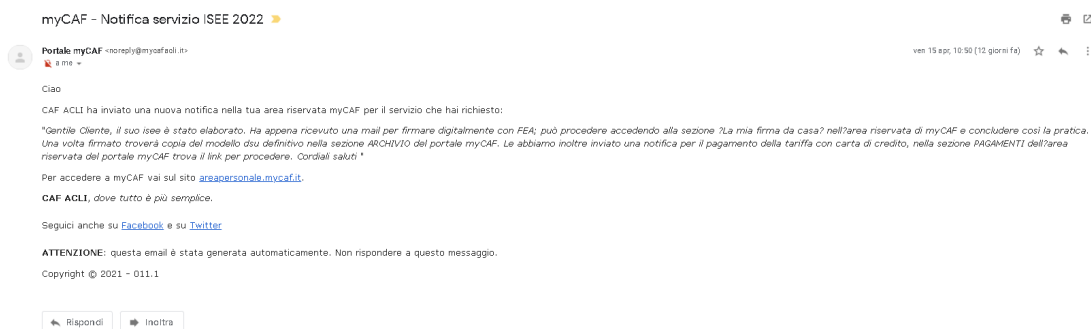 myCAF - Notifica servizio ISEE 2022
Portale myCAF <noreply@mycafacli.it>
ven 15 apr, 10:50 (12 giorni fa)
a me
Ciao
CAF ACLI ha inviato una nuova notifica nella tua area riservata myCAF per il servizio che hai richiesto:
"Gentile Cliente, il suo isee è stato elaborato. Ha appena ricevuto una mail per firmare digitalmente con FEA; può procedere accedendo alla sezione ?La mia firma da casa? nell?area riservata di myCAF e concludere così la pratica.
Una volta firmato troverà copia del modello dsu definitivo nella sezione ARCHIVIO del portale myCAF. Le abbiamo inoltre inviato una notifica per il pagamento della tariffa con carta di credito, nella sezione PAGAMENTI dell?area
riservata del portale myCAF trova il link per procedere. Cordiali saluti "
Per accedere a myCAF vai sul sito areapersonale.mycaf.it.
CAF ACLI, dove tutto è più semplice.
Seguici anche su Facebook e su Twitter
ATTENZIONE: questa email è stata generata automaticamente. Non rispondere a questo messaggio.
Copyright © 2021 - 011.1
Rispondi
Inoltra